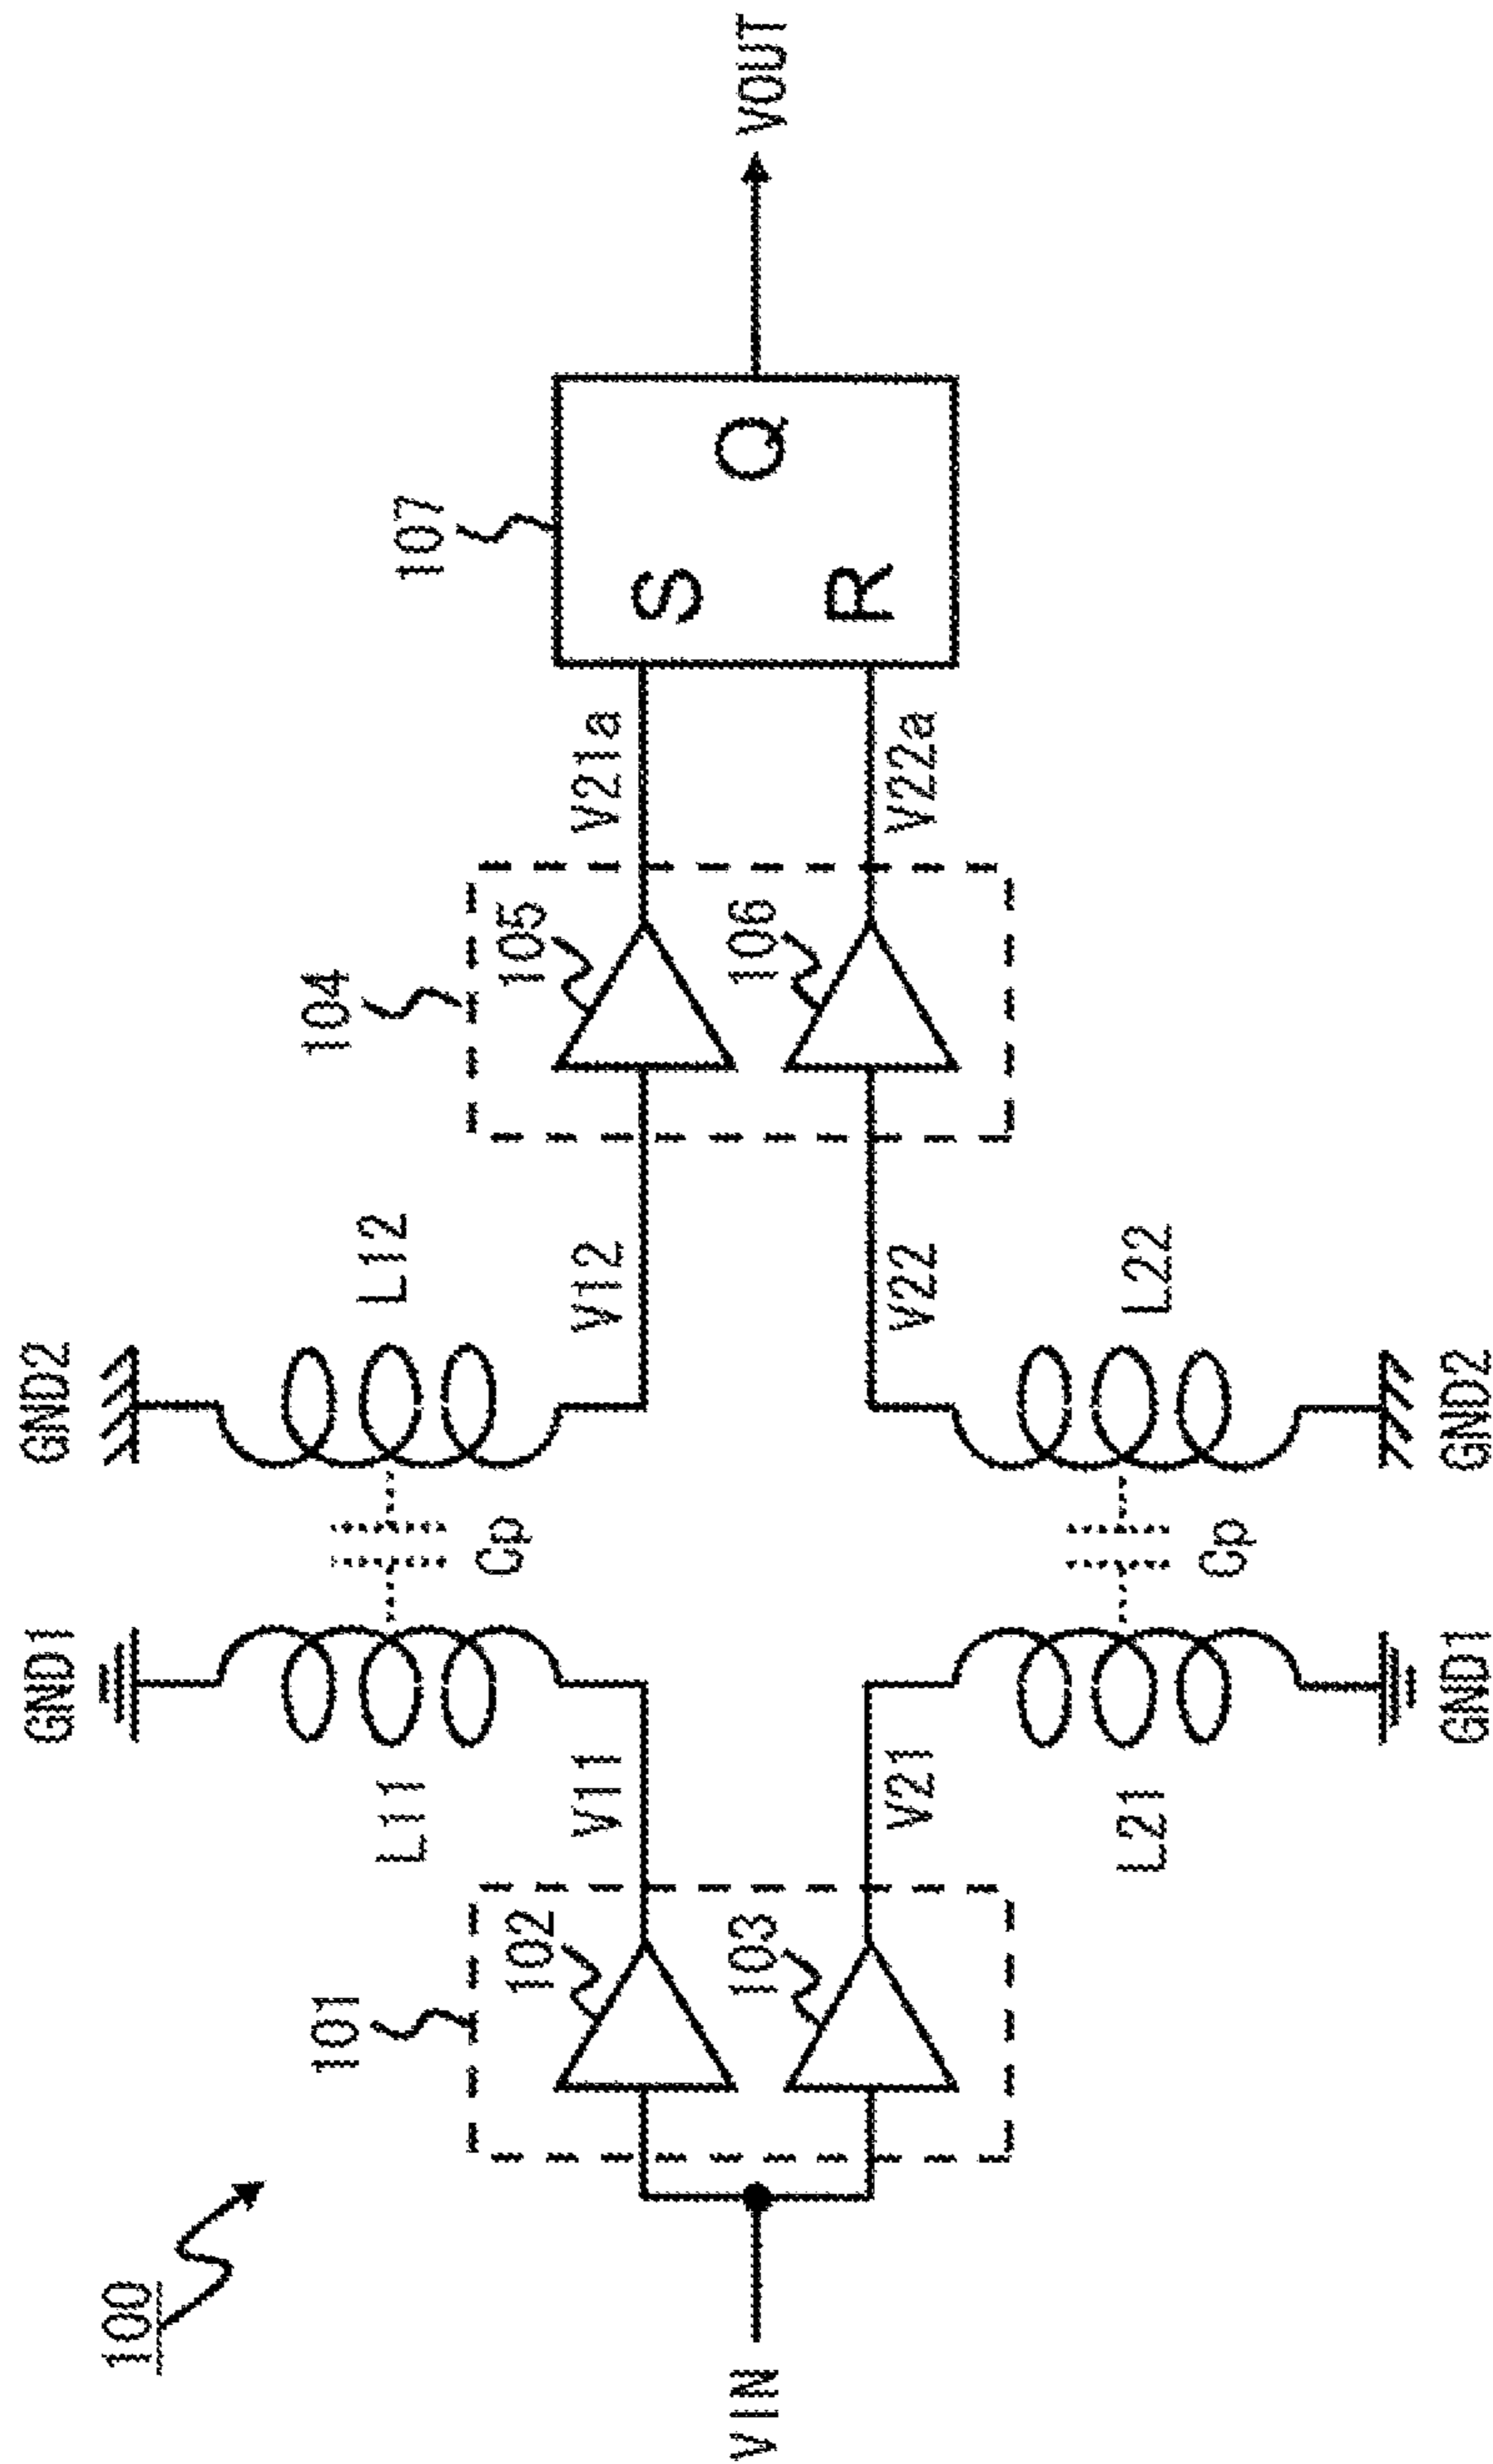 100
GND1
GND2
L11
Cp
L12
101
102
V11
V12
104
105
V21a
107
S
Q
R
VIN
VOUT
103
V21
V22
106
V22a
L21
Cp
L22
GND1
GND2